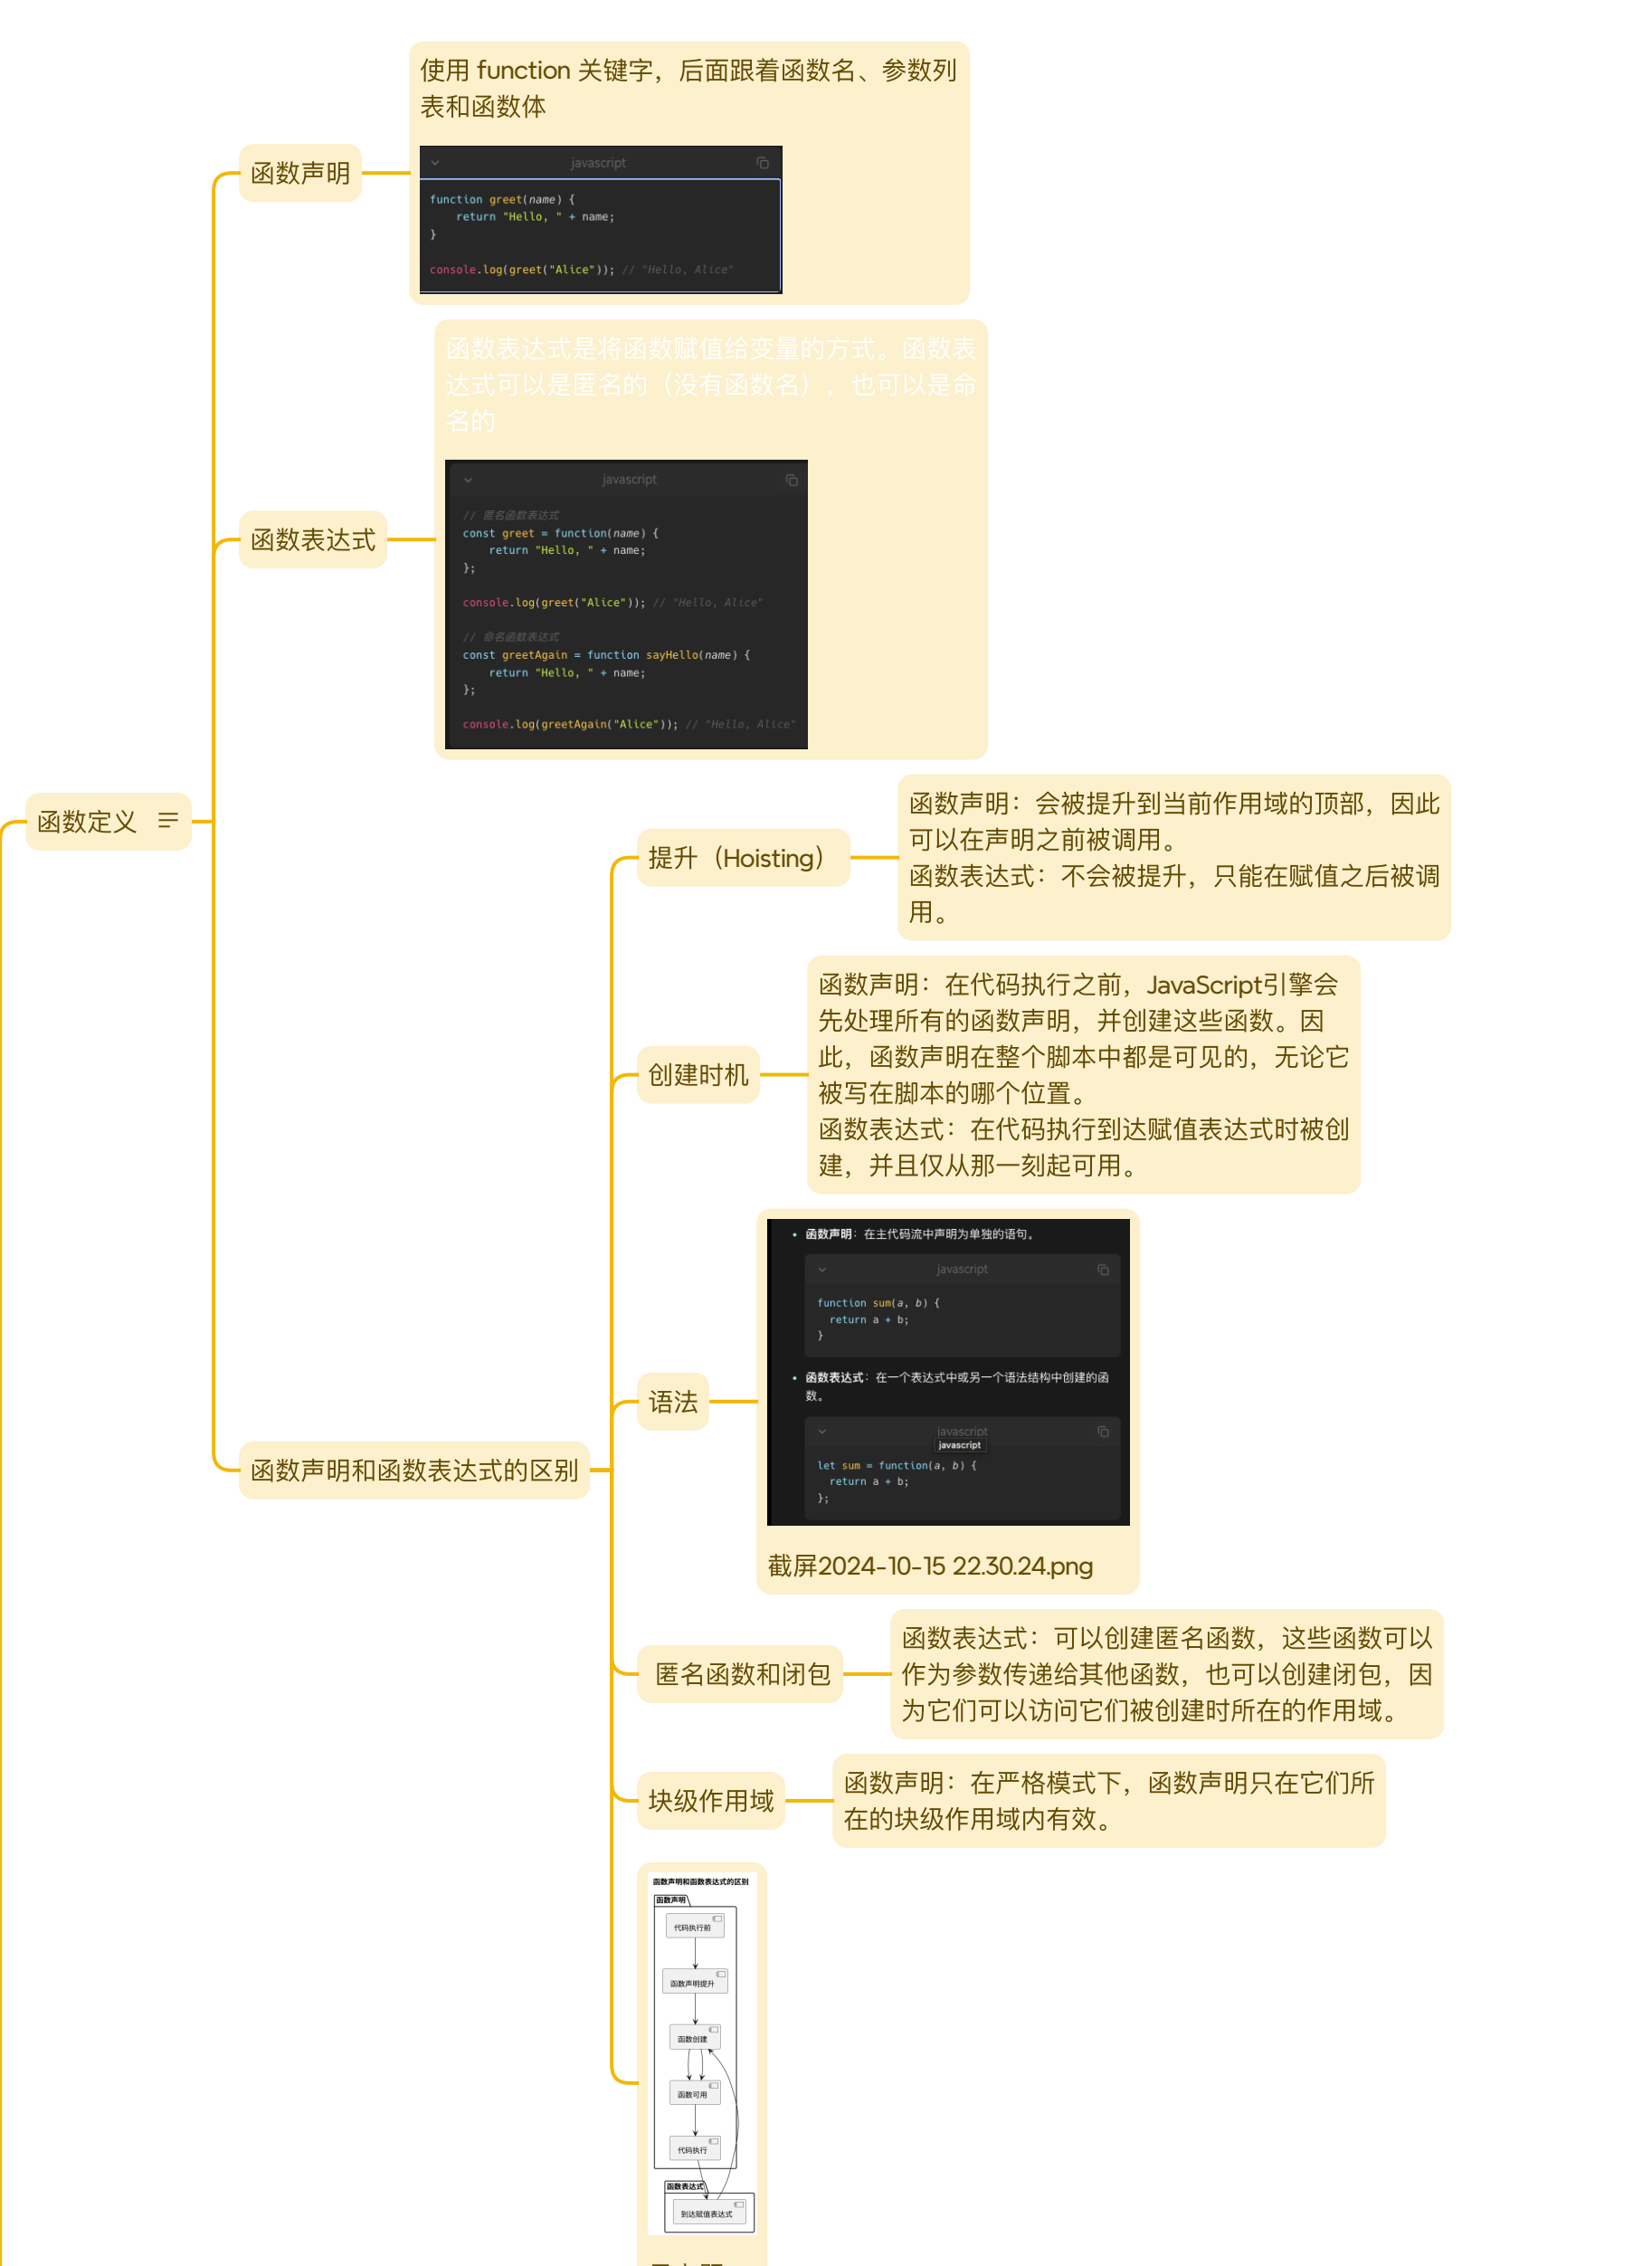 使用 function 关键字，后面跟着函数名、参数列
表和函数体
函数声明
javascript
function greet(name) {
    return "Hello, " + name;
}
console.log(greet("Alice")); // "Hello, Alice"
函数表达式是将函数赋值给变量的方式。函数表
达式可以是匿名的（没有函数名），也可以是命
名的
函数表达式
javascript
// 匿名函数表达式
const greet = function(name) {
    return "Hello, " + name;
};
console.log(greet("Alice")); // "Hello, Alice"
// 命名函数表达式
const greetAgain = function sayHello(name) {
    return "Hello, " + name;
};
console.log(greetAgain("Alice")); // "Hello, Alice"
函数定义
函数声明和函数表达式的区别
提升（Hoisting）
函数声明：会被提升到当前作用域的顶部，因此
可以在声明之前被调用。
函数表达式：不会被提升，只能在赋值之后被调
用。
创建时机
函数声明：在代码执行之前，JavaScript引擎会
先处理所有的函数声明，并创建这些函数。因
此，函数声明在整个脚本中都是可见的，无论它
被写在脚本的哪个位置。
函数表达式：在代码执行到达赋值表达式时被创
建，并且仅从那一刻起可用。
语法
• 函数声明：在主代码流中声明为单独的语句。
javascript
function sum(a, b) {
  return a + b;
}
• 函数表达式：在一个表达式中或另一个语法结构中创建的函
数。
javascript
javascript
let sum = function(a, b) {
  return a + b;
};
截屏2024-10-15 22.30.24.png
匿名函数和闭包
函数表达式：可以创建匿名函数，这些函数可以
作为参数传递给其他函数，也可以创建闭包，因
为它们可以访问它们被创建时所在的作用域。
块级作用域
函数声明：在严格模式下，函数声明只在它们所
在的块级作用域内有效。
函数声明和函数表达式的区别
函数声明
代码执行前
函数声明提升
函数创建
函数可用
代码执行
函数表达式
到达赋值表达式